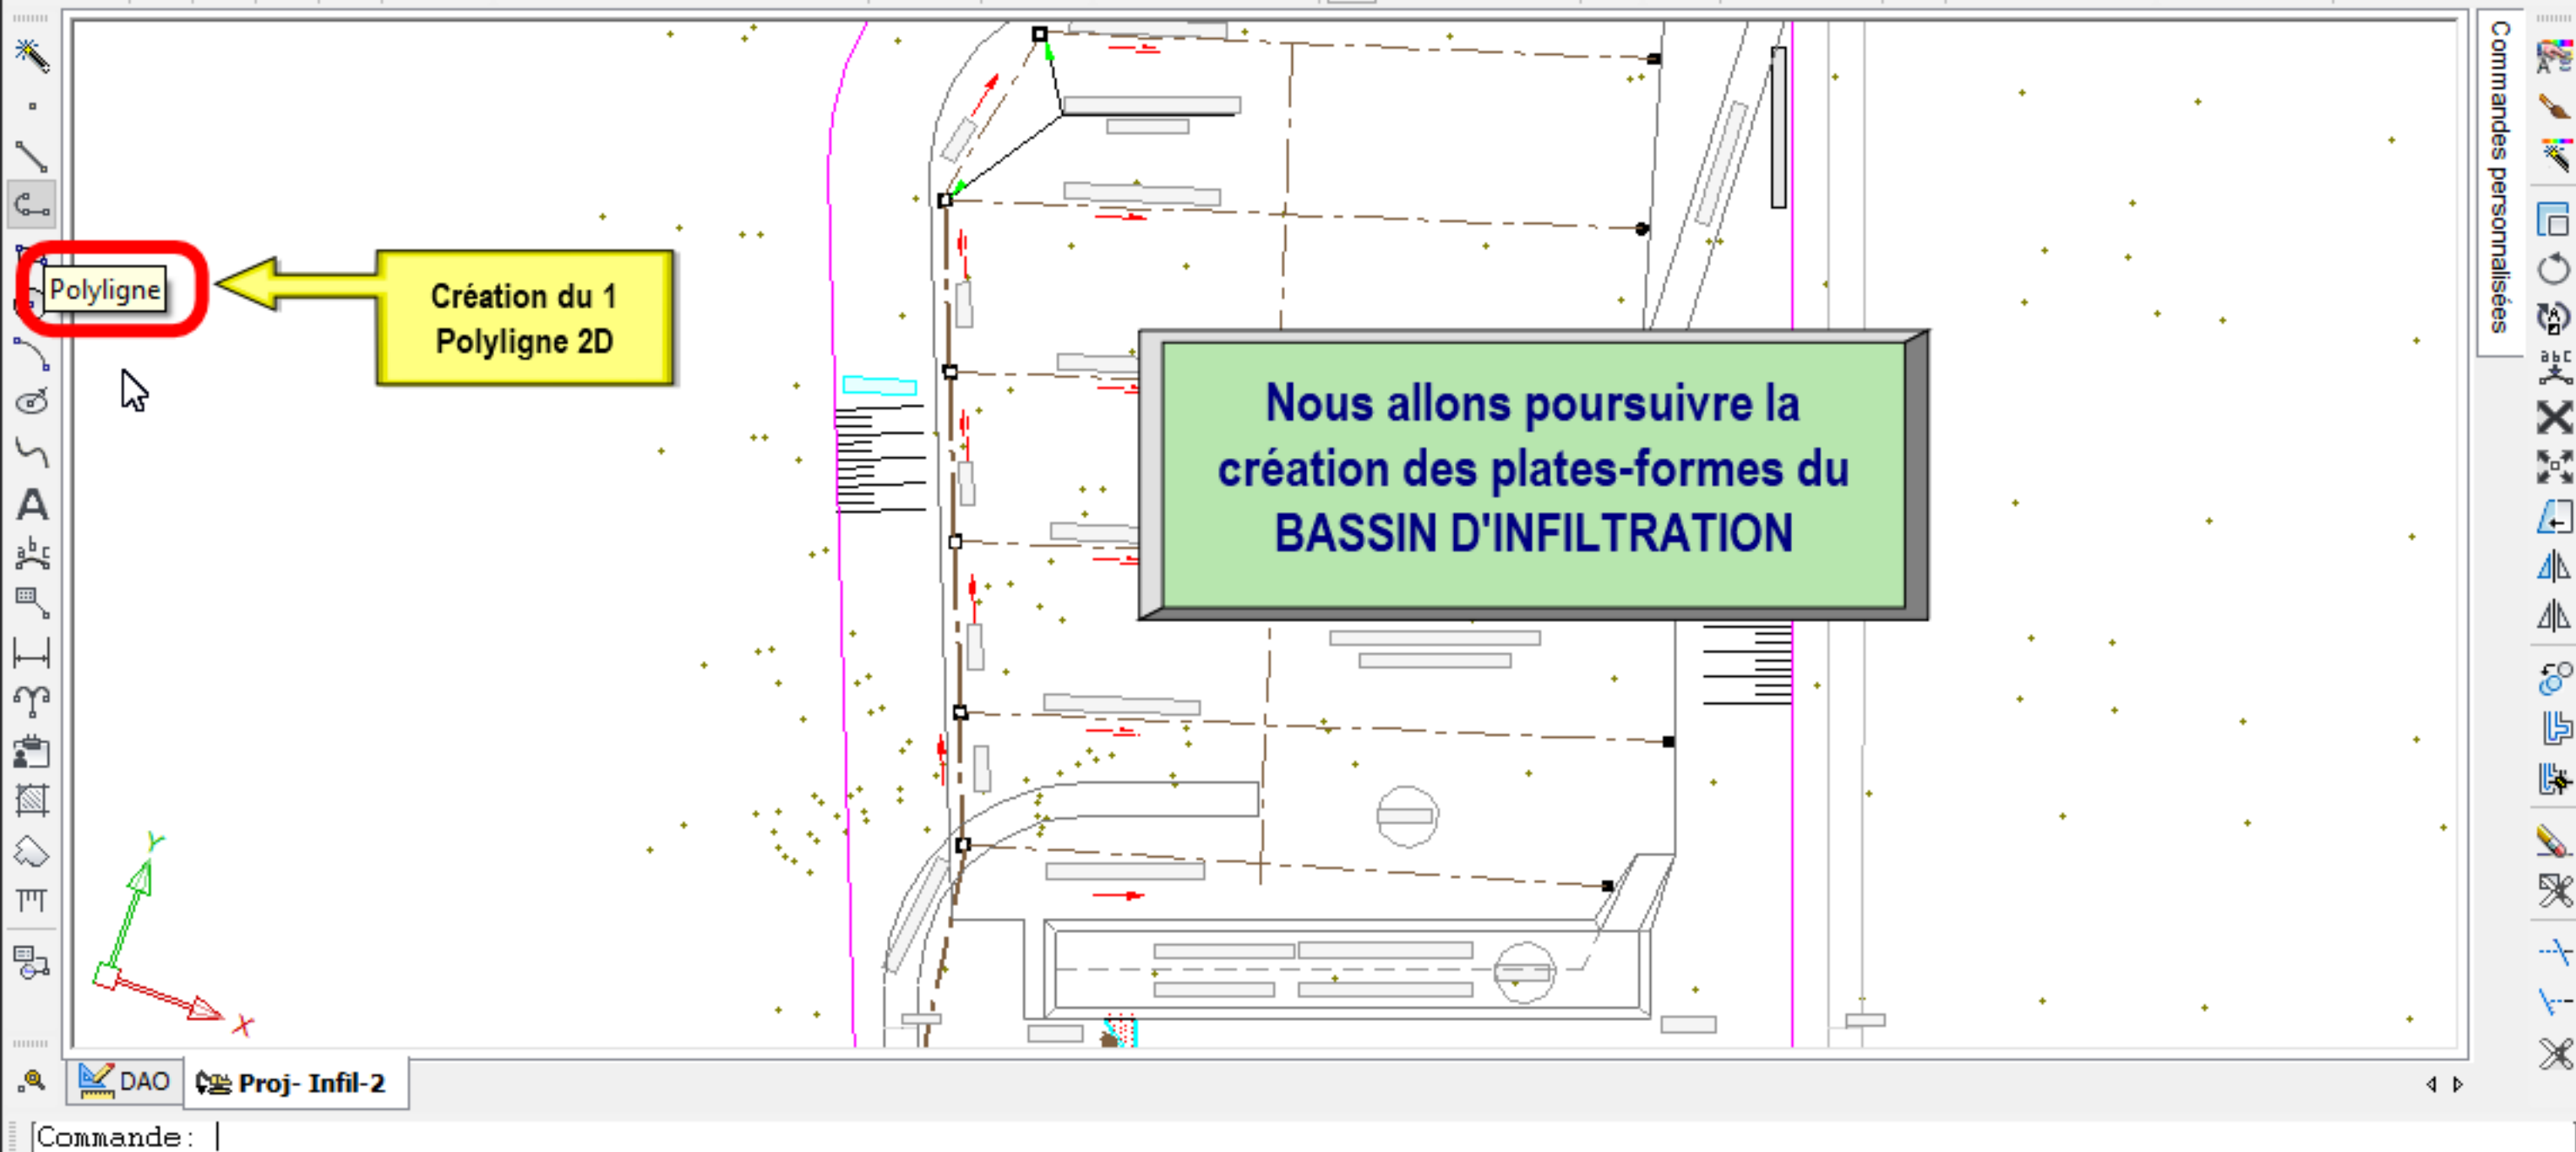 Commandes personnalisées
Polyligne
Création du 1
Polyligne 2D
Nous allons poursuivre la
création des plates-formes du
BASSIN D'INFILTRATION
A
abc
Y
X
DAO
Proj- Infil-2
Commande: